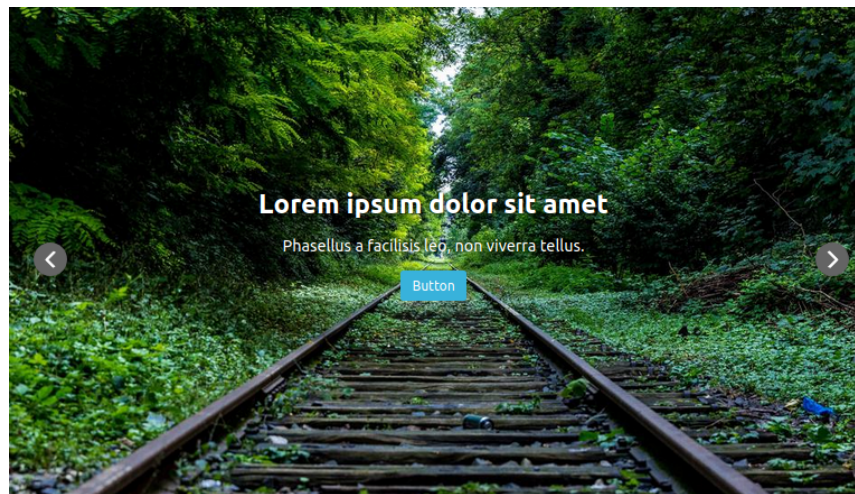 Lorem ipsum dolor sit amet
Phasellus a facilisis leo, non viverra tellus.
Button